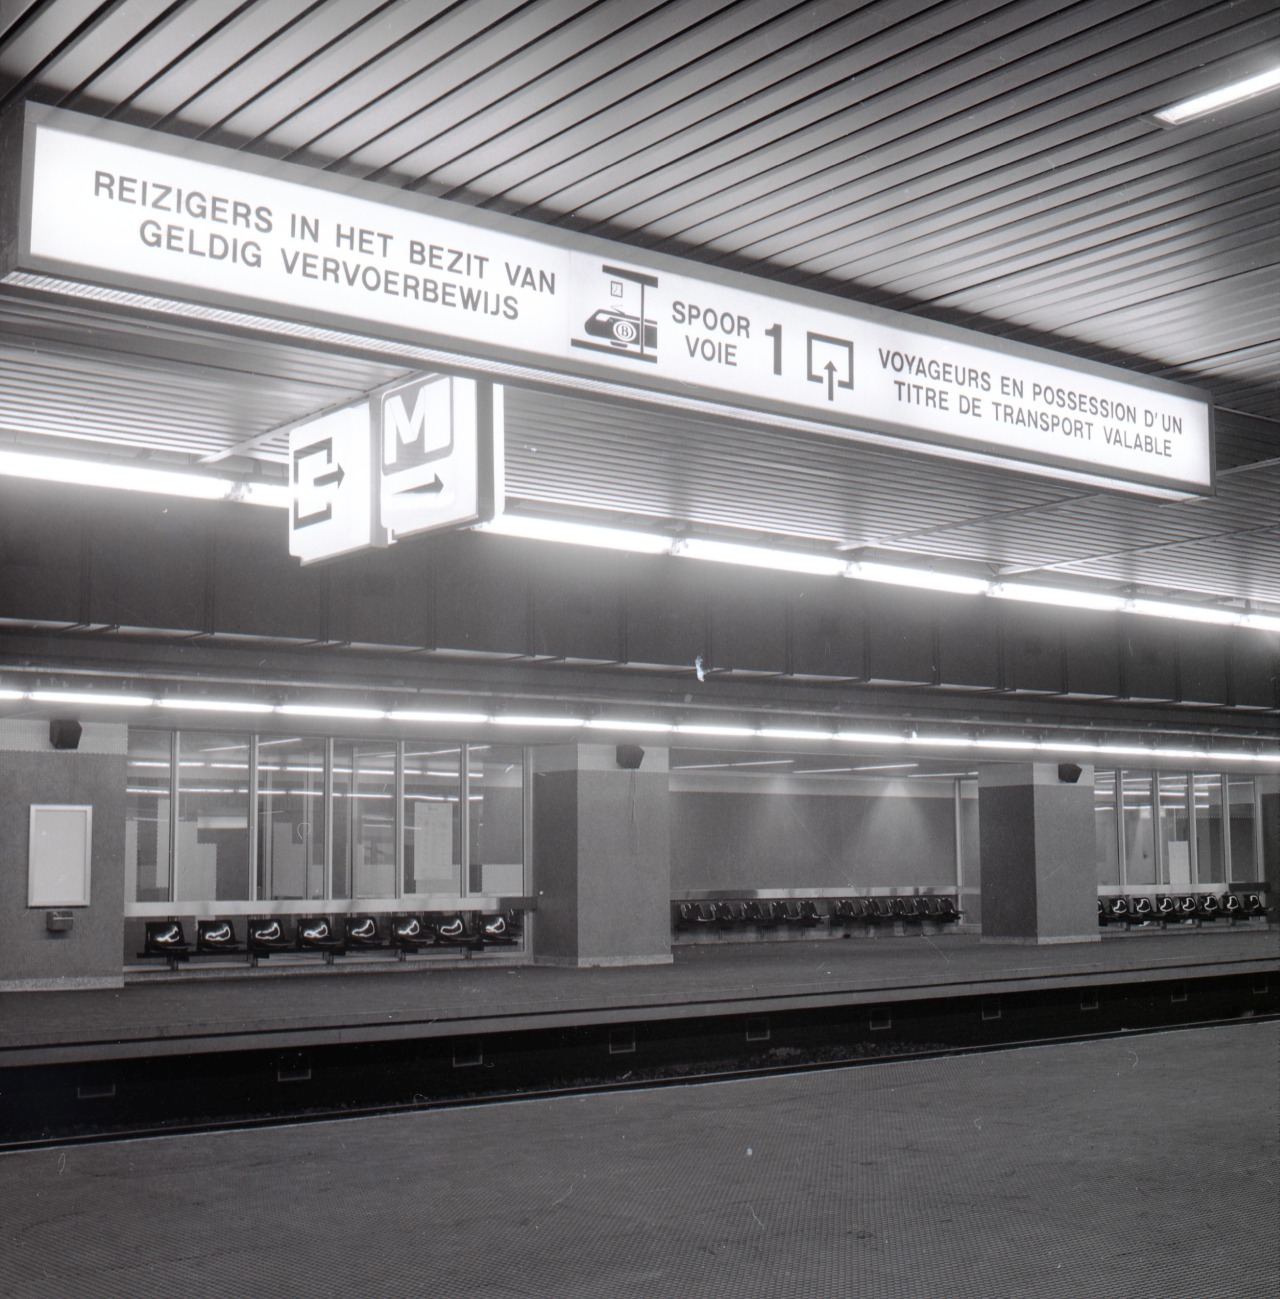 REIZIGERS IN HET BEZIT VAN
GELDIG VERVOERBEWIJS
B
SPOOR
VOIE
1
VOYAGEURS EN POSSESSION D'UN
TITRE DE TRANSPORT VALABLE
M